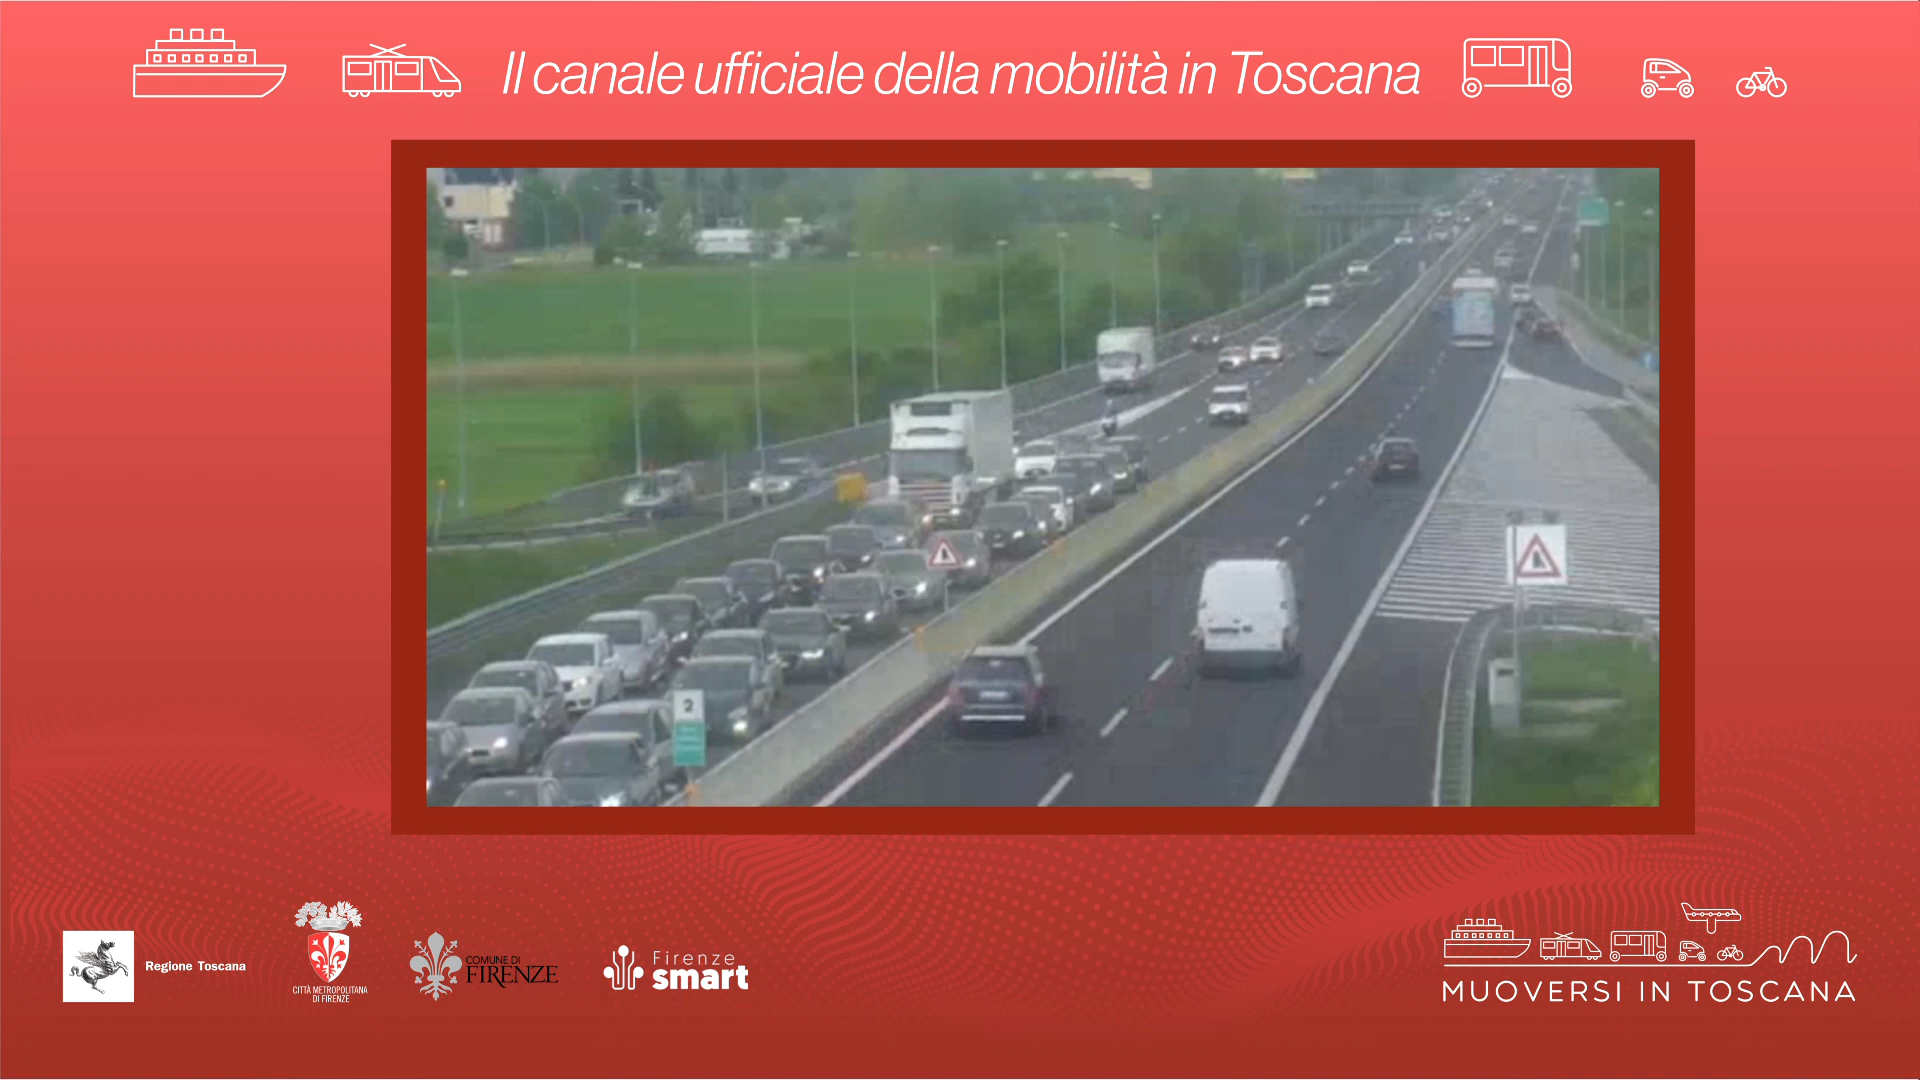 Il canale ufficiale della mobilità in Toscana
2
Regione Toscana
CITTÀ METROPOLITANA
DI FIRENZE
COMUNE DI
FIRENZE
Firenze
smart
MUOVERSI IN TOSCANA